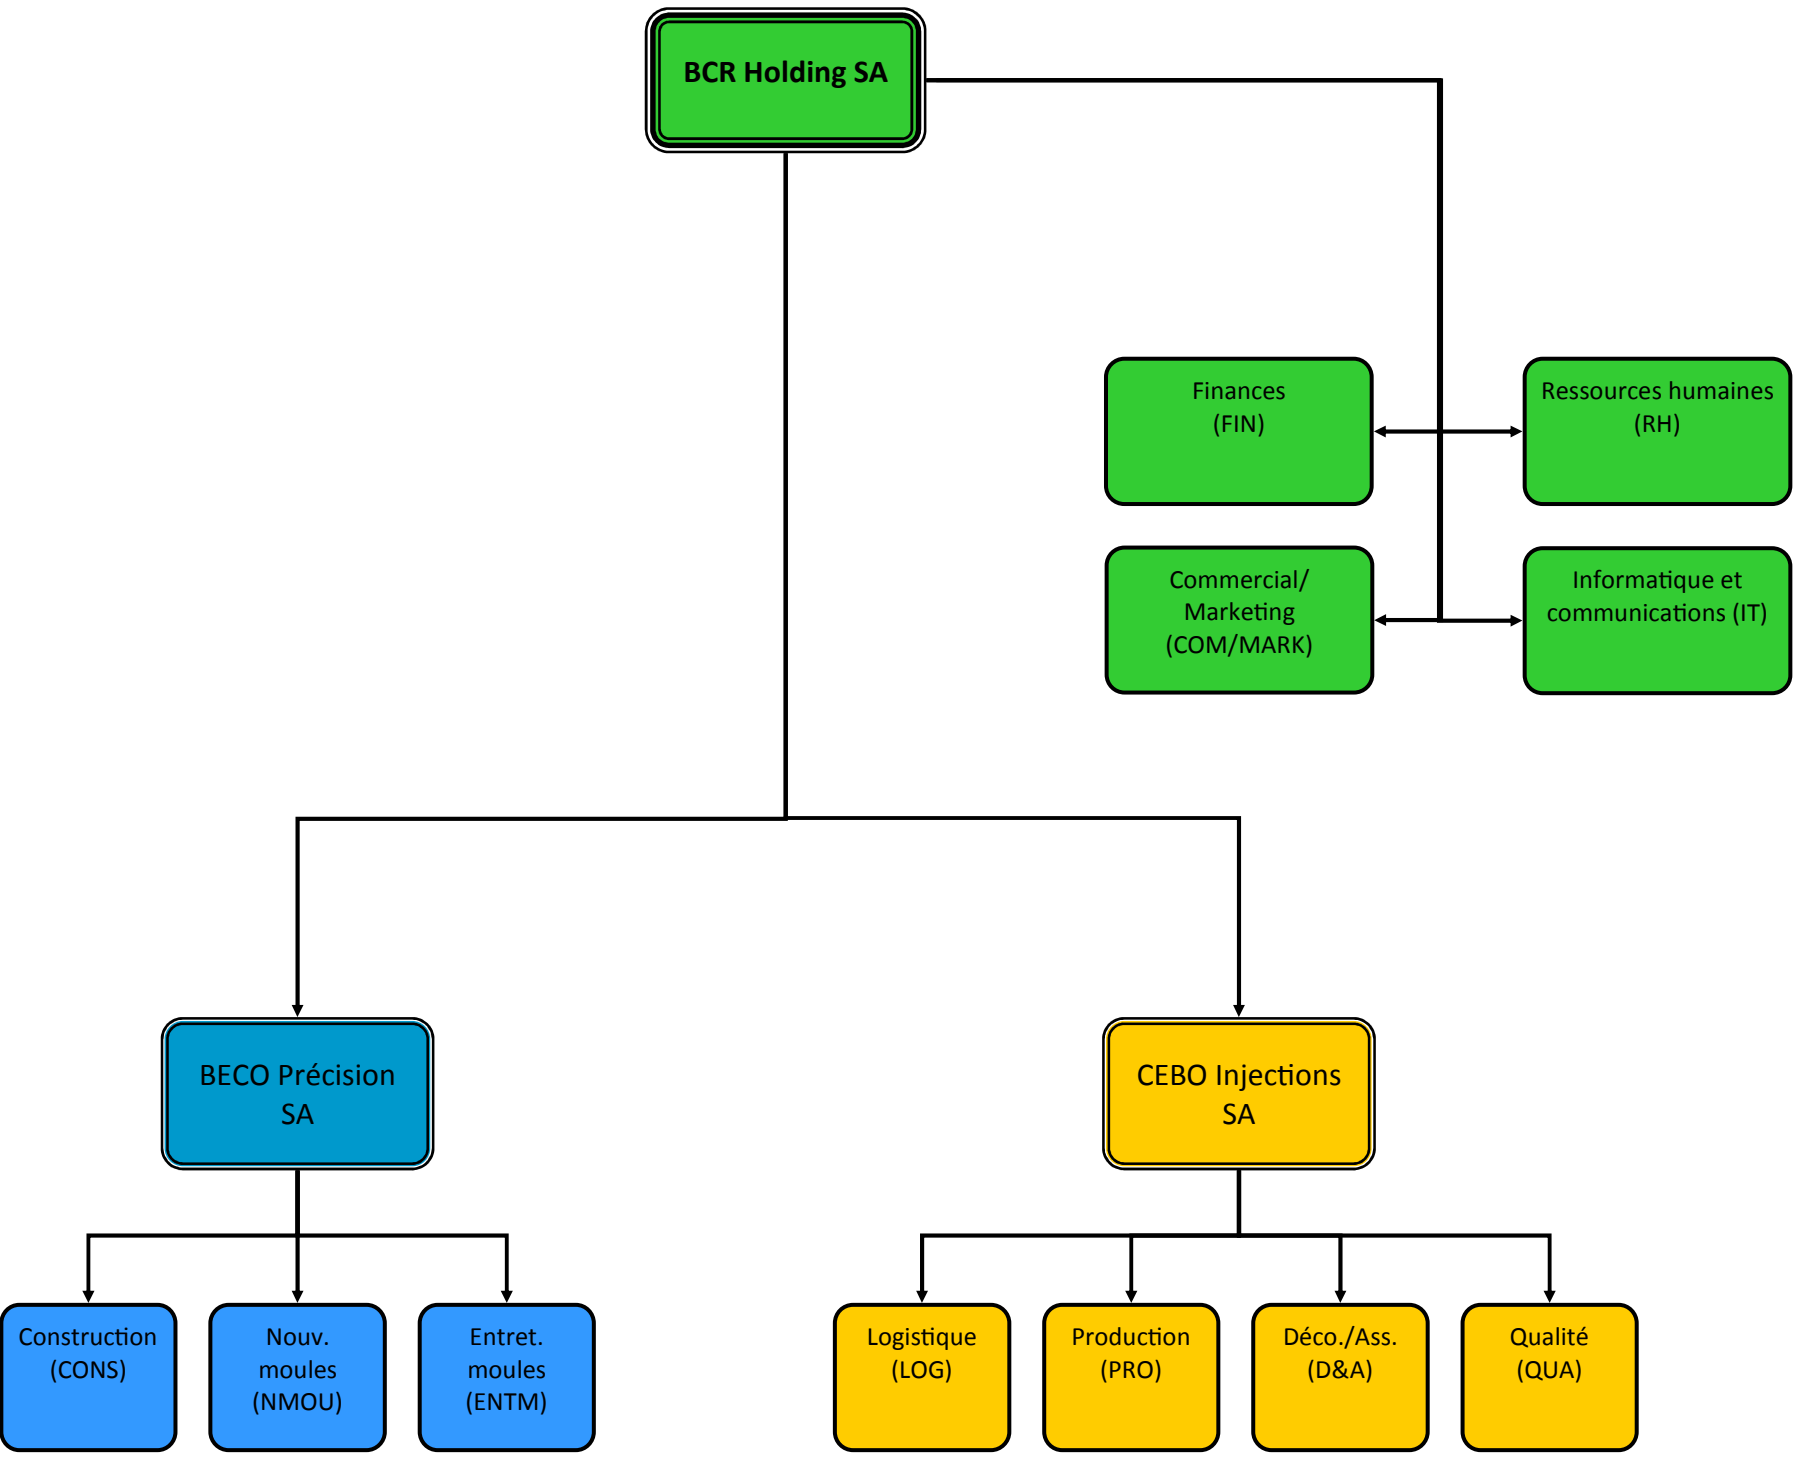 BCR Holding SA
Finances
(FIN)
Ressources humaines
(RH)
Commercial/
Marketing
(COM/MARK)
Informatique et
communications (IT)
BECO Précision
SA
CEBO Injections
SA
Construction
(CONS)
Nouv.
moules
(NMOU)
Entret.
moules
(ENTM)
Logistique
(LOG)
Production
(PRO)
Déco./Ass.
(D&A)
Qualité
(QUA)